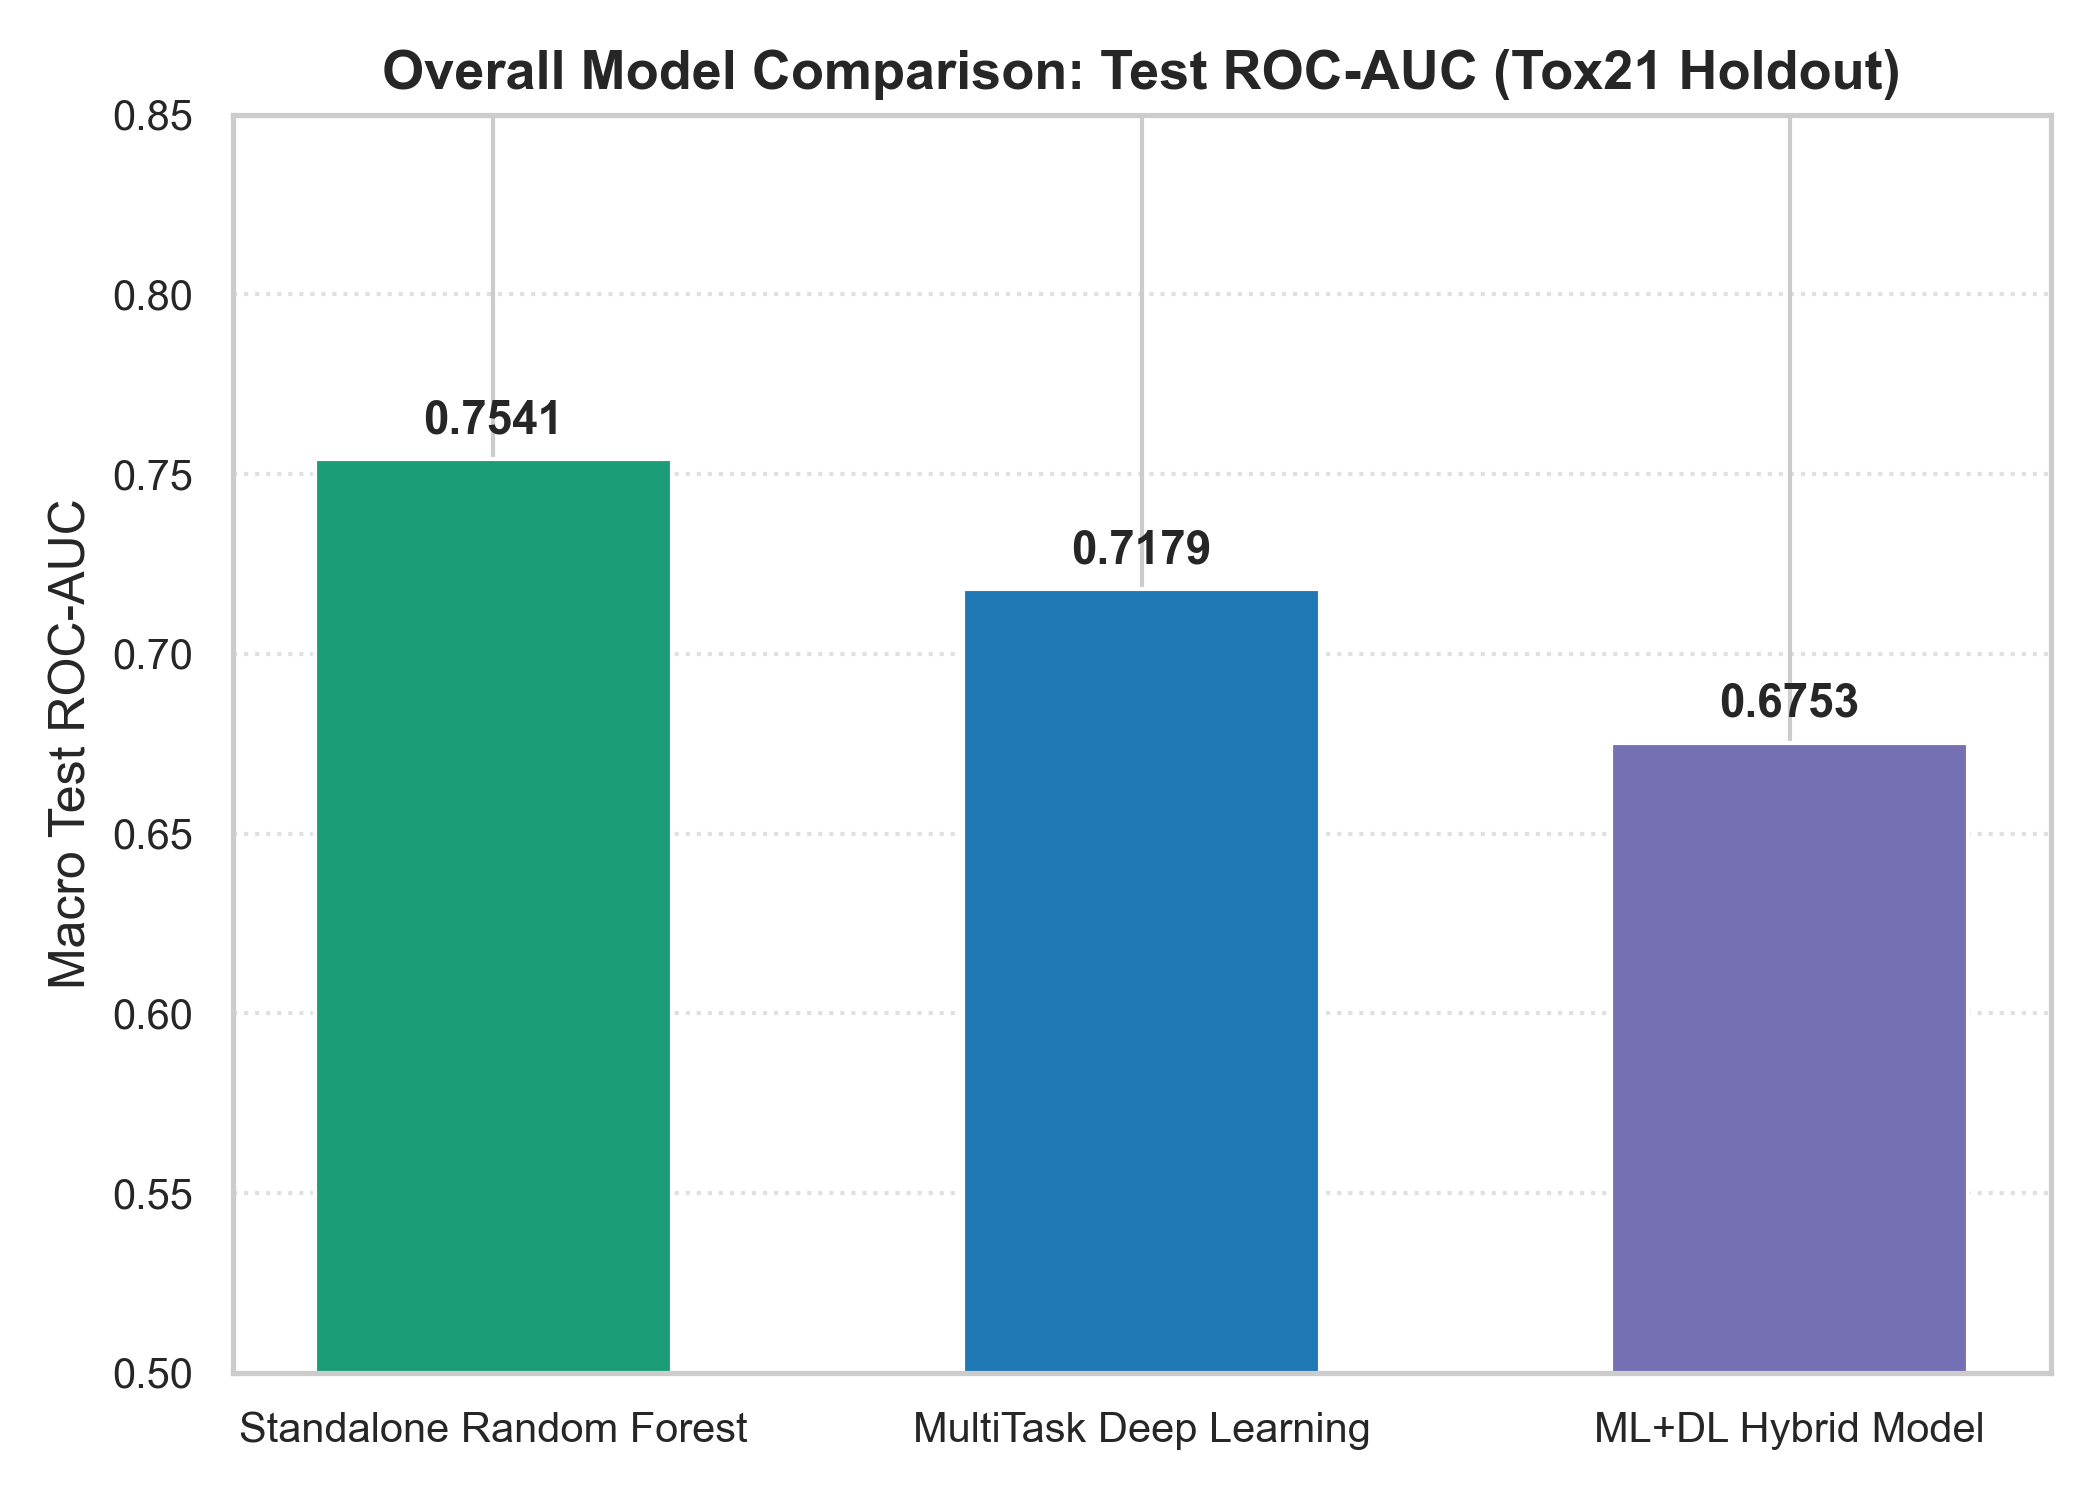 Overall Model Comparison: Test ROC-AUC (Tox21 Holdout)
Macro Test ROC-AUC
0.85
0.80
0.75
0.70
0.65
0.60
0.55
0.50
0.7541
0.7179
0.6753
Standalone Random Forest
MultiTask Deep Learning
ML+DL Hybrid Model